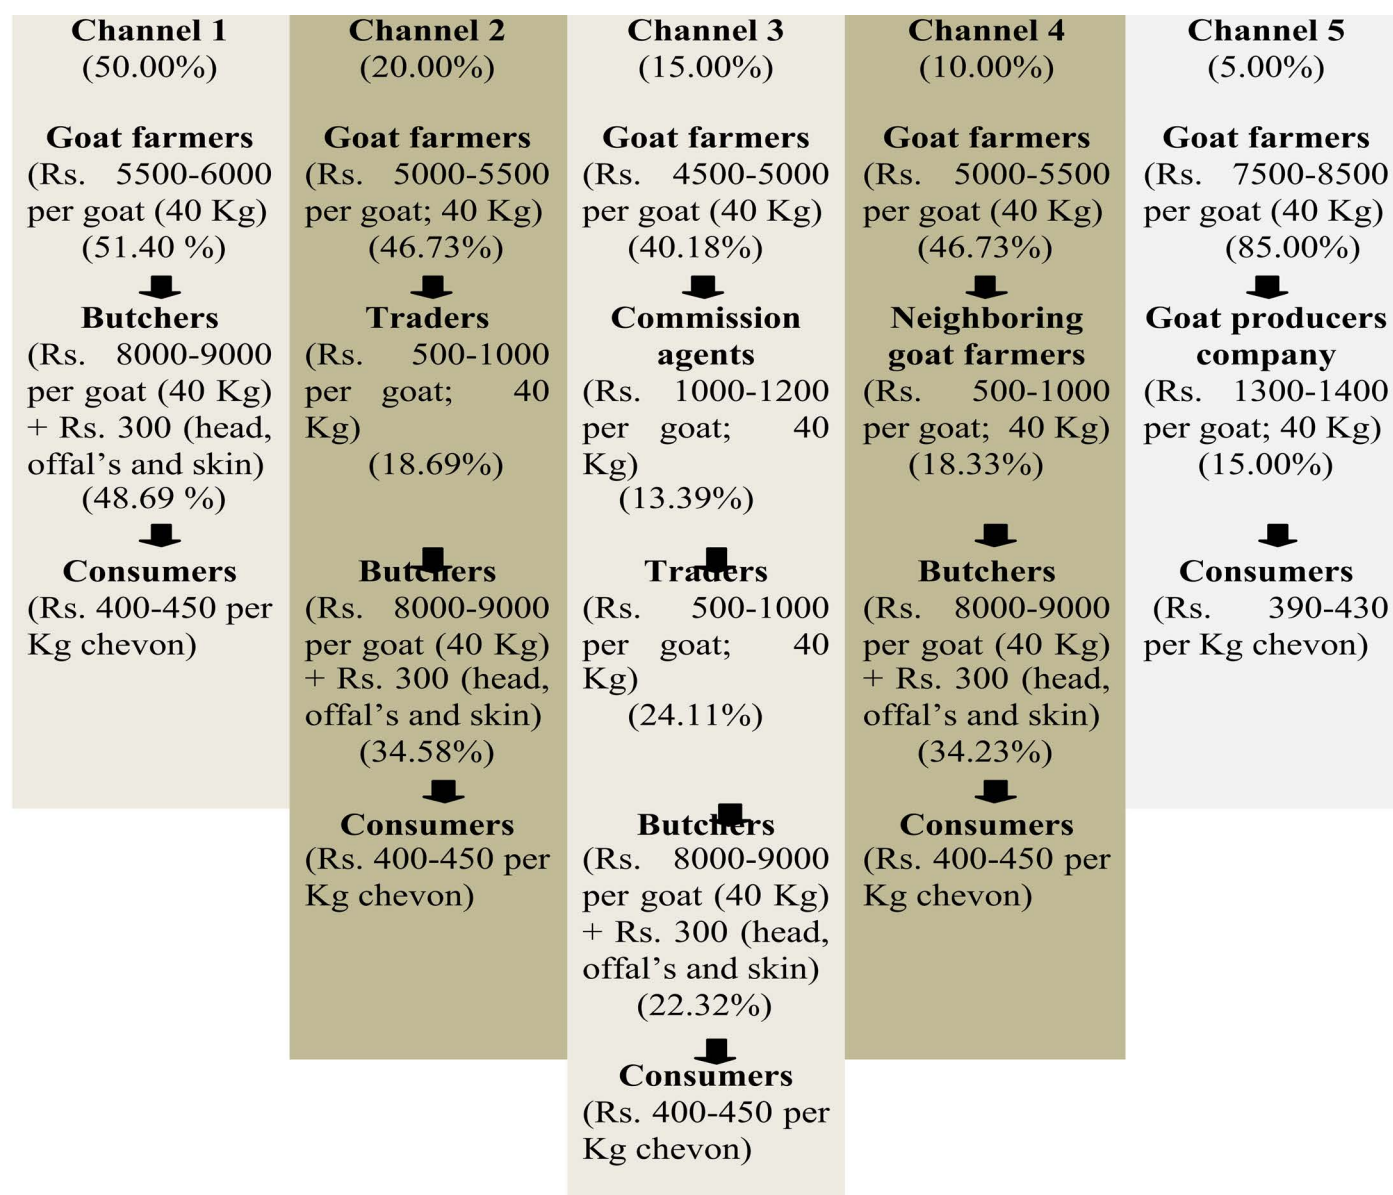 Channel 1
(50.00%)
Goat farmers
(Rs. 5500-6000
per goat (40 Kg)
(51.40 %)
Butchers
(Rs. 8000-9000
per goat (40 Kg)
+ Rs. 300 (head,
offal’s and skin)
(48.69 %)
Consumers
(Rs. 400-450 per
Kg chevon)
Channel 2
(20.00%)
Goat farmers
(Rs. 5000-5500
per goat; 40 Kg)
(46.73%)
Traders
(Rs. 500-1000
per goat; 40
Kg)
(18.69%)
Butchers
(Rs. 8000-9000
per goat (40 Kg)
+ Rs. 300 (head,
offal’s and skin)
(34.58%)
Consumers
(Rs. 400-450 per
Kg chevon)
Channel 3
(15.00%)
Goat farmers
(Rs. 4500-5000
per goat (40 Kg)
(40.18%)
Commission
agents
(Rs. 1000-1200
per goat; 40
Kg)
(13.39%)
Traders
(Rs. 500-1000
per goat; 40
Kg)
(24.11%)
Butchers
(Rs. 8000-9000
per goat (40 Kg)
+ Rs. 300 (head,
offal’s and skin)
(22.32%)
Consumers
(Rs. 400-450 per
Kg chevon)
Channel 4
(10.00%)
Goat farmers
(Rs. 5000-5500
per goat (40 Kg)
(46.73%)
Neighboring
goat farmers
(Rs. 500-1000
per goat; 40 Kg)
(18.33%)
Butchers
(Rs. 8000-9000
per goat (40 Kg)
+ Rs. 300 (head,
offal’s and skin)
(34.23%)
Consumers
(Rs. 400-450 per
Kg chevon)
Channel 5
(5.00%)
Goat farmers
(Rs. 7500-8500
per goat (40 Kg)
(85.00%)
Goat producers
company
(Rs. 1300-1400
per goat; 40 Kg)
(15.00%)
Consumers
(Rs. 390-430
per Kg chevon)